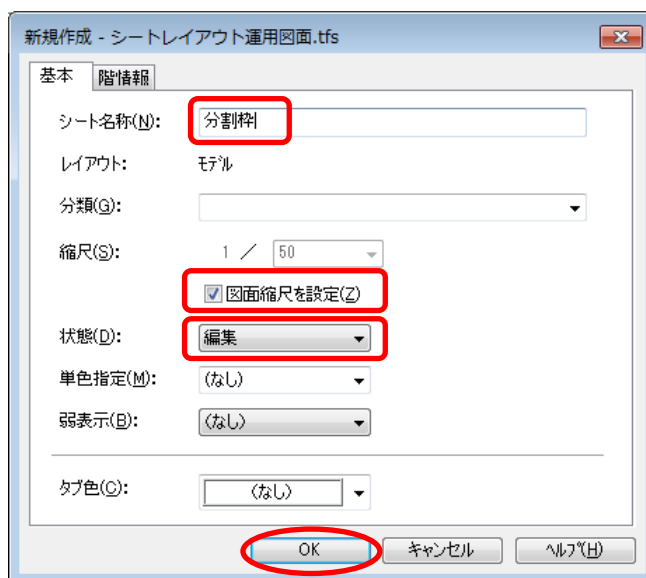 新規作成 - シートレイアウト運用図面.tfs
基本 階情報
シート名称(N): 分割枠
レイアウト: モデル
分類(G):
縮尺(S): 1 / 50
図面縮尺を設定(Z)
状態(D): 編集
単色指定(M): (なし)
弱表示(B): (なし)
タブ色(C): (なし)
OK キャンセル ヘルプ(H)